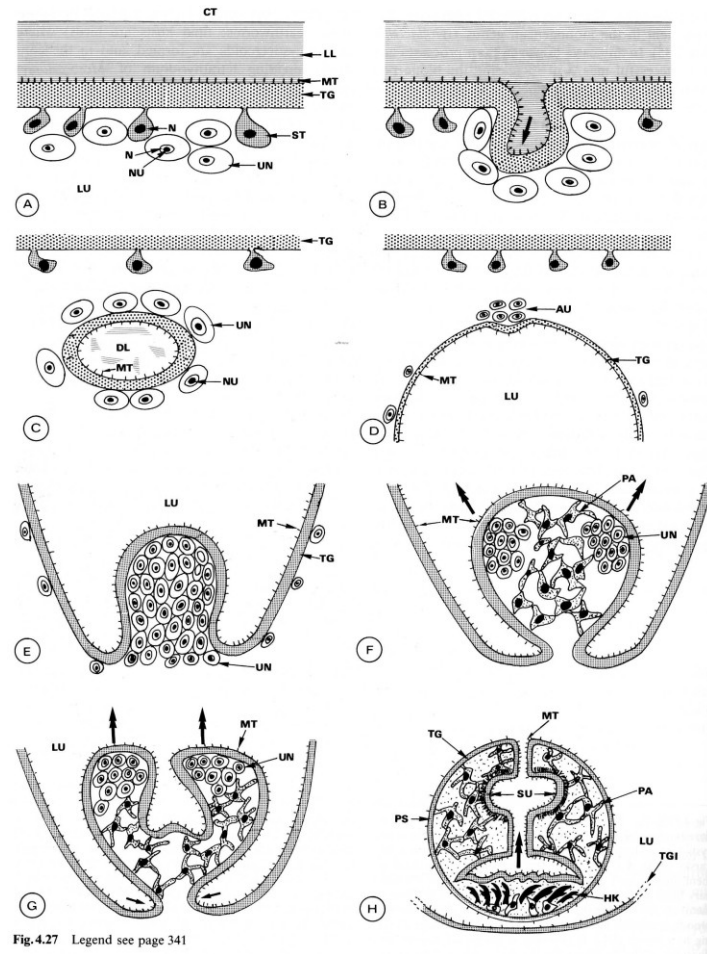 CT
LL
MT
TG
N
ST
N
NU
UN
LU
A
B
TG
UN
DL
MT
NU
C
AU
TG
MT
LU
D
LU
MT
TG
UN
E
PA
MT
UN
F
LU
MT
UN
G
MT
TG
SU
PA
PS
LU
TGI
HK
H
Fig. 4.27 Legend see page 341